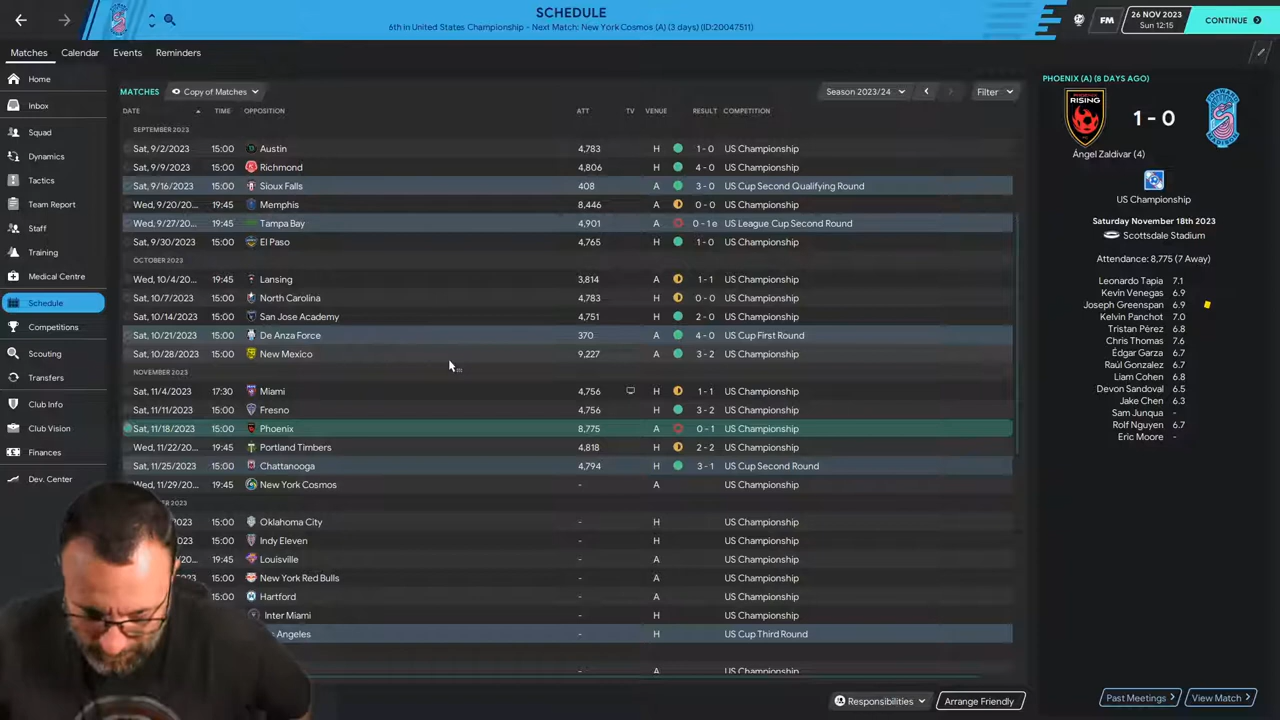 SCHEDULE
6th in United States Championship - Next Match: New York Cosmos (A) (3 days) (ID:20047511)
FM
26 NOV 2023
Sun 12:15
CONTINUE
Matches
Calendar
Events
Reminders
Home
Inbox
Squad
Dynamics
Tactics
Team Report
Staff
Training
Medical Centre
Schedule
Competitions
Scouting
Transfers
Club Info
Club Vision
Finances
Dev. Center
MATCHES Copy of Matches Season 2023/24 Filter
DATE TIME OPPOSITION ATT TV VENUE RESULT COMPETITION
SEPTEMBER 2023
Sat, 9/2/2023 15:00 Austin 4,783 H 1 - 0 US Championship
Sat, 9/9/2023 15:00 Richmond 4,806 H 4 - 0 US Championship
Sat, 9/16/2023 15:00 Sioux Falls 408 A 3 - 0 US Cup Second Qualifying Round
Wed, 9/20/20... 19:45 Memphis 8,446 A 0 - 0 US Championship
Wed, 9/27/20... 19:45 Tampa Bay 4,901 A 0 - 1 e US League Cup Second Round
Sat, 9/30/2023 15:00 El Paso 4,765 H 1 - 0 US Championship
OCTOBER 2023
Wed, 10/4/20... 19:45 Lansing 3,814 A 1 - 1 US Championship
Sat, 10/7/2023 15:00 North Carolina 4,783 H 0 - 0 US Championship
Sat, 10/14/2023 15:00 San Jose Academy 4,751 H 2 - 0 US Championship
Sat, 10/21/2023 15:00 De Anza Force 370 A 4 - 0 US Cup First Round
Sat, 10/28/2023 15:00 New Mexico 9,227 A 3 - 2 US Championship
NOVEMBER 2023
Sat, 11/4/2023 17:30 Miami 4,756 H 1 - 1 US Championship
Sat, 11/11/2023 15:00 Fresno 4,756 H 3 - 2 US Championship
Sat, 11/18/2023 15:00 Phoenix 8,775 A 0 - 1 US Championship
Wed, 11/22/20... 19:45 Portland Timbers 4,818 H 2 - 2 US Championship
Sat, 11/25/2023 15:00 Chattanooga 4,794 H 3 - 1 US Cup Second Round
Wed, 11/29/20... 19:45 New York Cosmos - A US Championship
2023
15:00 Oklahoma City - H US Championship
15:00 Indy Eleven - H US Championship
19:45 Louisville - A US Championship
15:00 New York Red Bulls - A US Championship
15:00 Hartford - A US Championship
Inter Miami - H US Championship
Angeles - H US Cup Third Round
- A US Championship
Responsibilities
Arrange Friendly
PHOENIX (A) (8 DAYS AGO)
PHOENIX
RISING
1 - 0
Ángel Zaldívar (4)
US Championship
Saturday November 18th 2023
Scottsdale Stadium
Attendance: 8,775 (7 Away)
Leonardo Tapia 7.1
Kevin Venegas 6.9
Joseph Greenspan 6.9
Kelvin Panchot 7.0
Tristan Pérez 6.8
Chris Thomas 7.6
Édgar Garza 6.7
Raúl Gonzalez 6.7
Liam Cohen 6.8
Devon Sandoval 6.5
Jake Chen 6.3
Sam Junqua -
Rolf Nguyen 6.7
Eric Moore -
Past Meetings
View Match